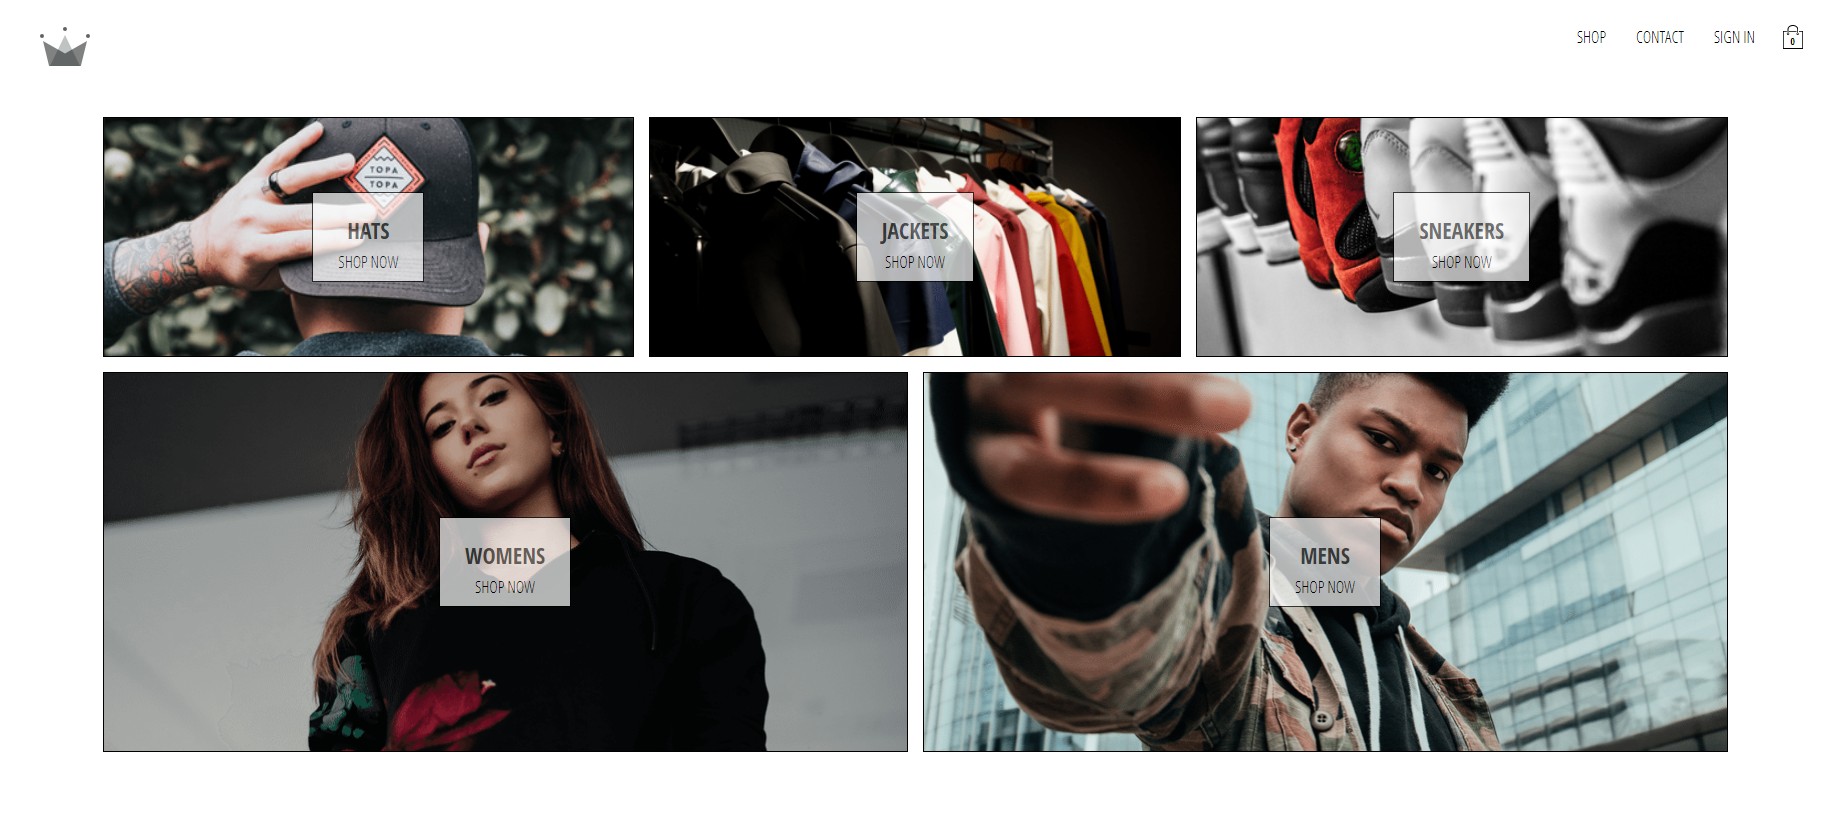 SHOP
CONTACT
SIGN IN
0
TOPA
TOPA
HATS
SHOP NOW
JACKETS
SHOP NOW
SNEAKERS
SHOP NOW
WOMENS
SHOP NOW
MENS
SHOP NOW